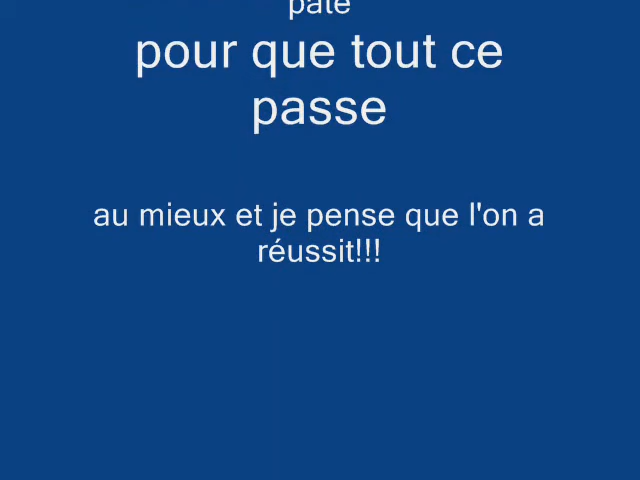 pour que tout ce
passe
au mieux et je pense que l'on a
réussit!!!